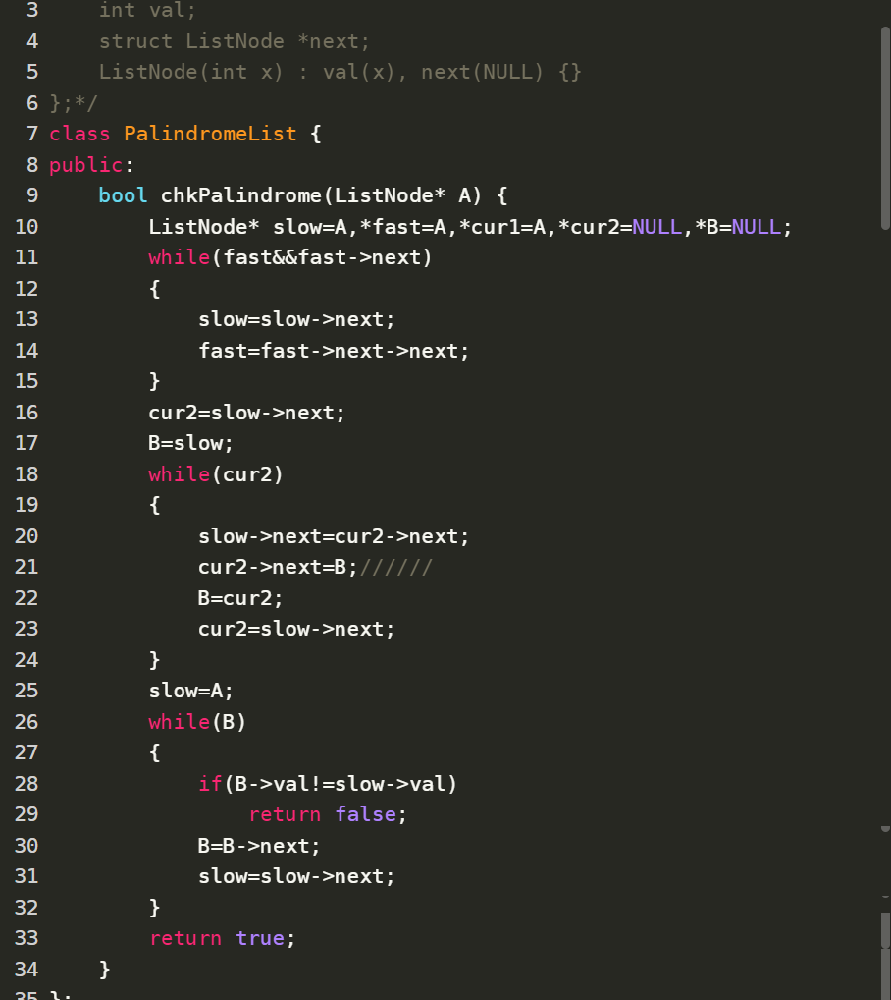 3     int val;
4     struct ListNode *next;
5     ListNode(int x) : val(x), next(NULL) {}
6 };*/
7 class PalindromeList {
8 public:
9     bool chkPalindrome(ListNode* A) {
10         ListNode* slow=A,*fast=A,*cur1=A,*cur2=NULL,*B=NULL;
11         while(fast&&fast->next)
12         {
13             slow=slow->next;
14             fast=fast->next->next;
15         }
16         cur2=slow->next;
17         B=slow;
18         while(cur2)
19         {
20             slow->next=cur2->next;
21             cur2->next=B;//////
22             B=cur2;
23             cur2=slow->next;
24         }
25         slow=A;
26         while(B)
27         {
28             if(B->val!=slow->val)
29                 return false;
30             B=B->next;
31             slow=slow->next;
32         }
33         return true;
34     }
35 };